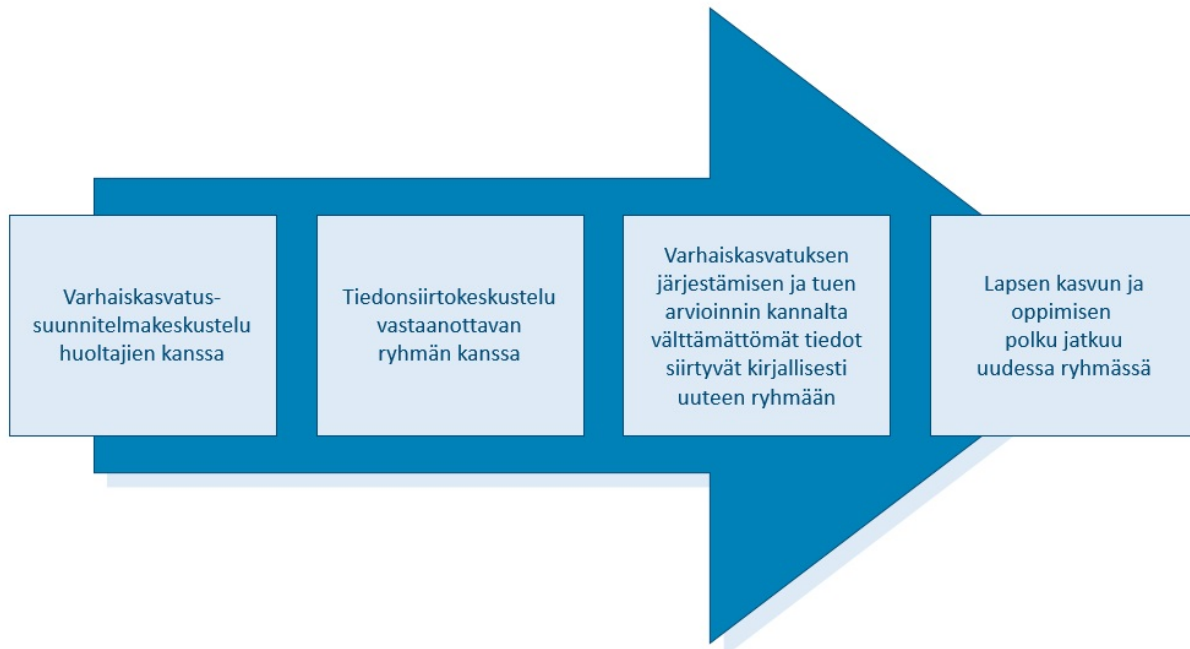 Varhaiskasvatus-
suunnitelmakeskustelu
huoltajien kanssa
Tiedonsiirtokeskustelu
vastaanottavan
ryhmän kanssa
Varhaiskasvatuksen
järjestämisen ja tuen
arvioinnin kannalta
välttämättömät tiedot
siirtyvät kirjallisesti
uuteen ryhmään
Lapsen kasvun ja
oppimisen
polku jatkuu
uudessa ryhmässä